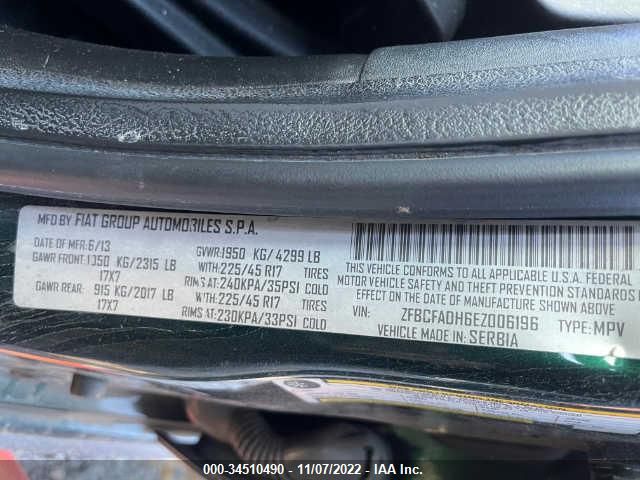 MFD BY FIAT GROUP AUTOMOBILES S.P.A.
DATE OF MFR: 6/13 GVWR: 1950 KG/ 4299 LB
GAWR FRONT: 1050 KG/2315 LB WITH: 225/45 R17 TIRES
17X7 RIMS AT: 240KPA/35PSI COLD
GAWR REAR: 915 KG/2017 LB WITH: 225/45 R17 TIRES
17X7 RIMS AT: 230KPA/33PSI COLD
THIS VEHICLE CONFORMS TO ALL APPLICABLE U.S.A. FEDERAL
MOTOR VEHICLE SAFETY, BUMPER, AND THEFT PREVENTION STANDARDS
IN EFFECT ON THE DATE OF MANUFACTURE SHOWN ABOVE
VIN: ZFBCFADH6EZ006196 TYPE: MPV
VEHICLE MADE IN: SERBIA
000-34510490 - 11/07/2022 - IAA Inc.